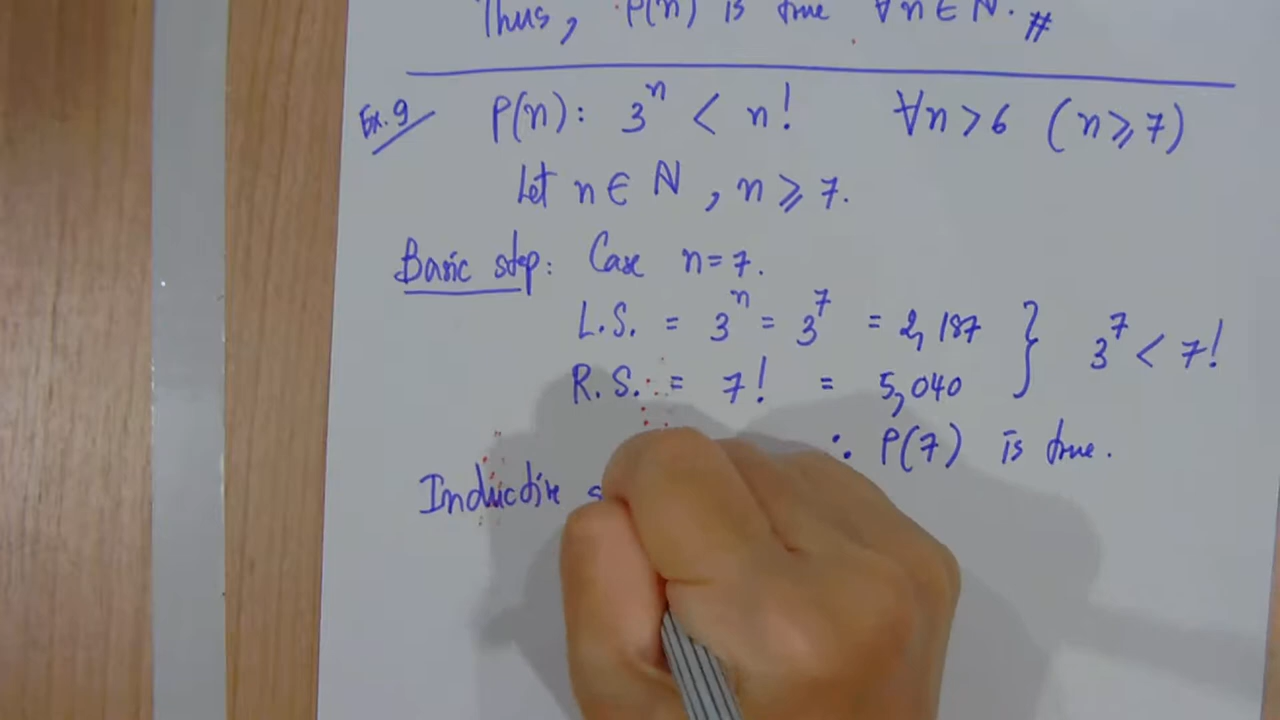 Thus, P(n) is true ∀n ∈ ℕ. #
Ex. 9 P(n): 3ⁿ < n! ∀n > 6 (n ⩾ 7)
Let n ∈ ℕ, n ⩾ 7.
Basic step: Case n = 7.
L.S. = 3ⁿ = 3⁷ = 2,187
R.S. = 7! = 5,040 } 3⁷ < 7!
∴ P(7) is true.
Inductive s